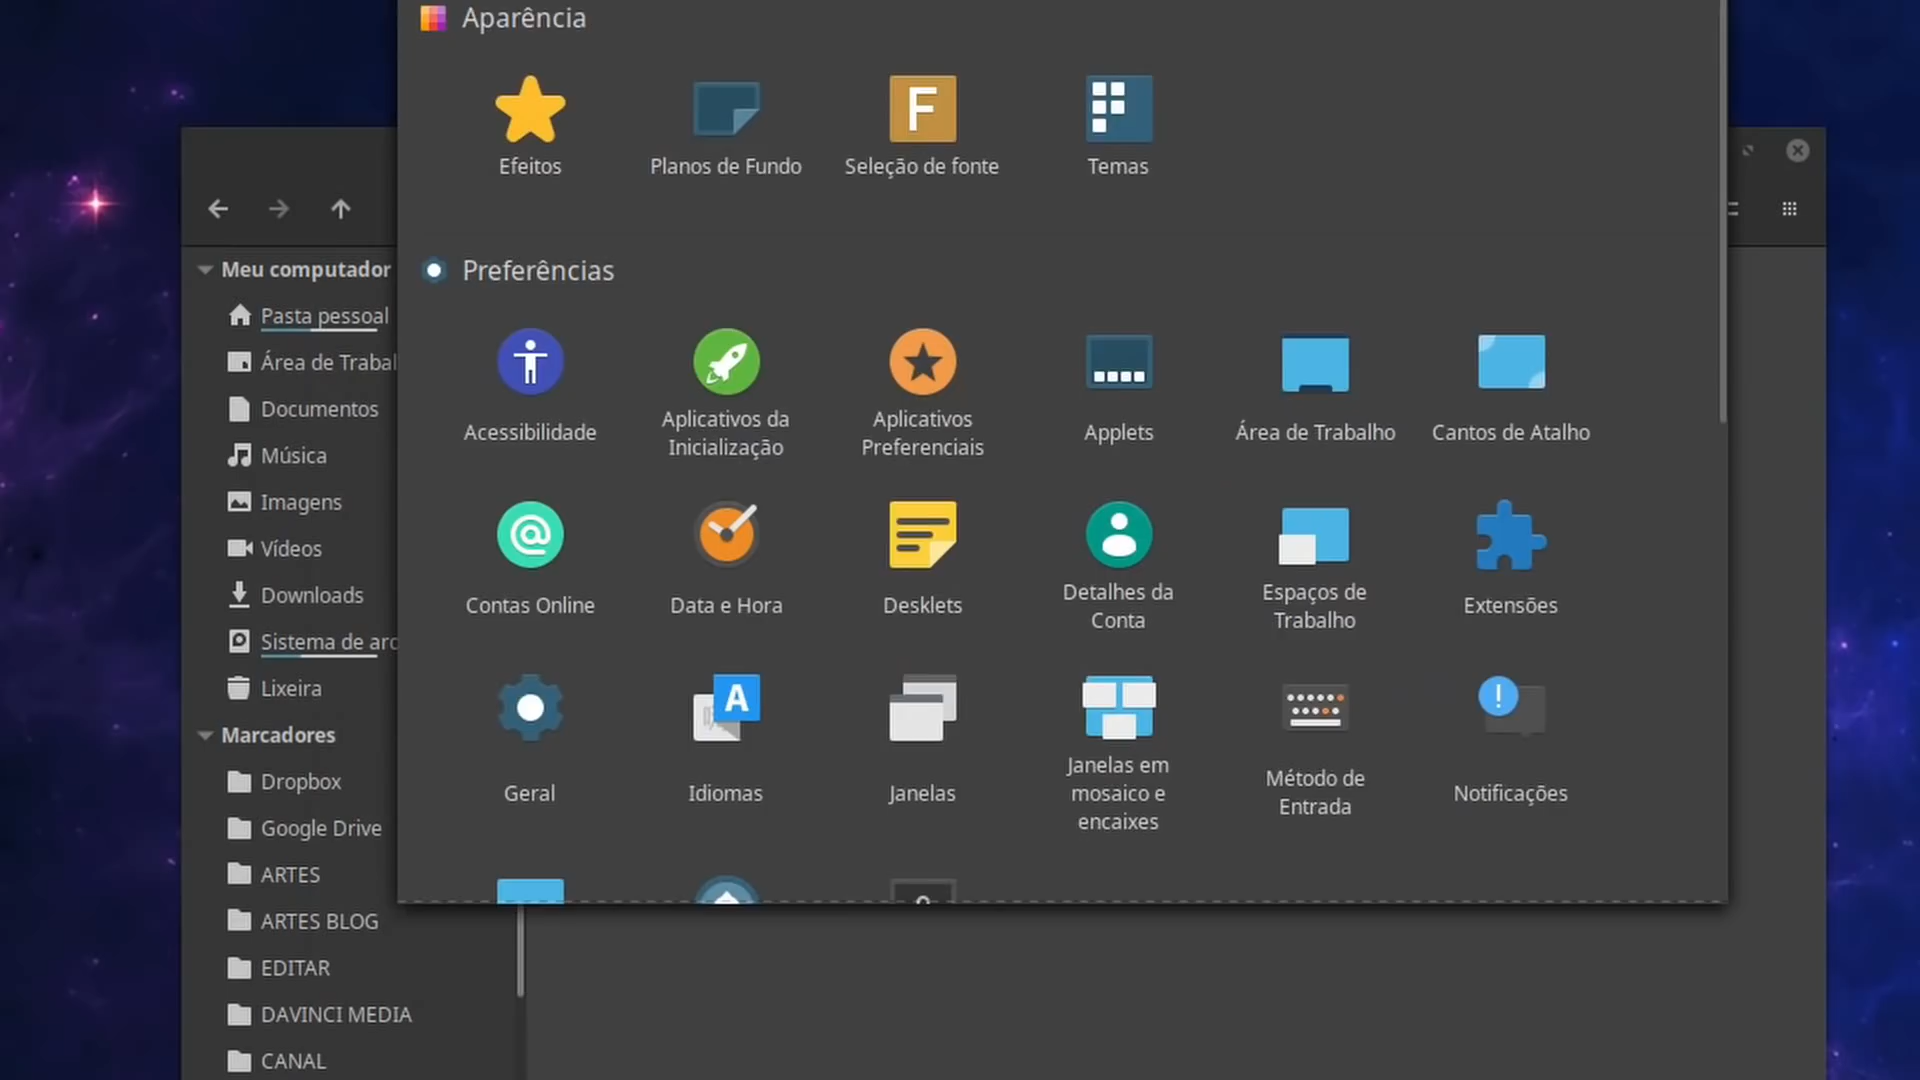 Aparência
Efeitos
Planos de Fundo
Seleção de fonte
Temas
Preferências
Acessibilidade
Aplicativos da
Inicialização
Aplicativos
Preferenciais
Applets
Área de Trabalho
Cantos de Atalho
Contas Online
Data e Hora
Desklets
Detalhes da
Conta
Espaços de
Trabalho
Extensões
Geral
Idiomas
Janelas
Janelas em
mosaico e
encaixes
Método de
Entrada
Notificações
Meu computador
Pasta pessoal
Área de Trabal
Documentos
Música
Imagens
Vídeos
Downloads
Sistema de arc
Lixeira
Marcadores
Dropbox
Google Drive
ARTES
ARTES BLOG
EDITAR
DAVINCI MEDIA
CANAL